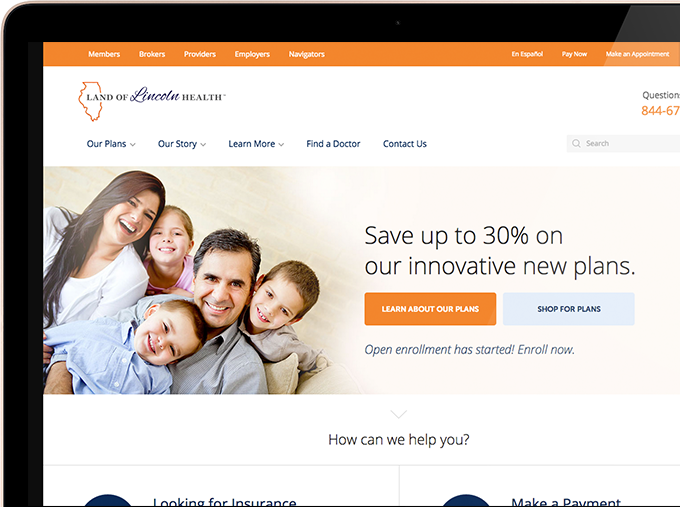 Members Brokers Providers Employers Navigators En Español Pay Now Make an Appointment
LAND OF Lincoln HEALTH™
Questions
844-67
Our Plans Our Story Learn More Find a Doctor Contact Us Search
Save up to 30% on
our innovative new plans.
LEARN ABOUT OUR PLANS SHOP FOR PLANS
Open enrollment has started! Enroll now.
How can we help you?
Looking for Insurance Make a Payment